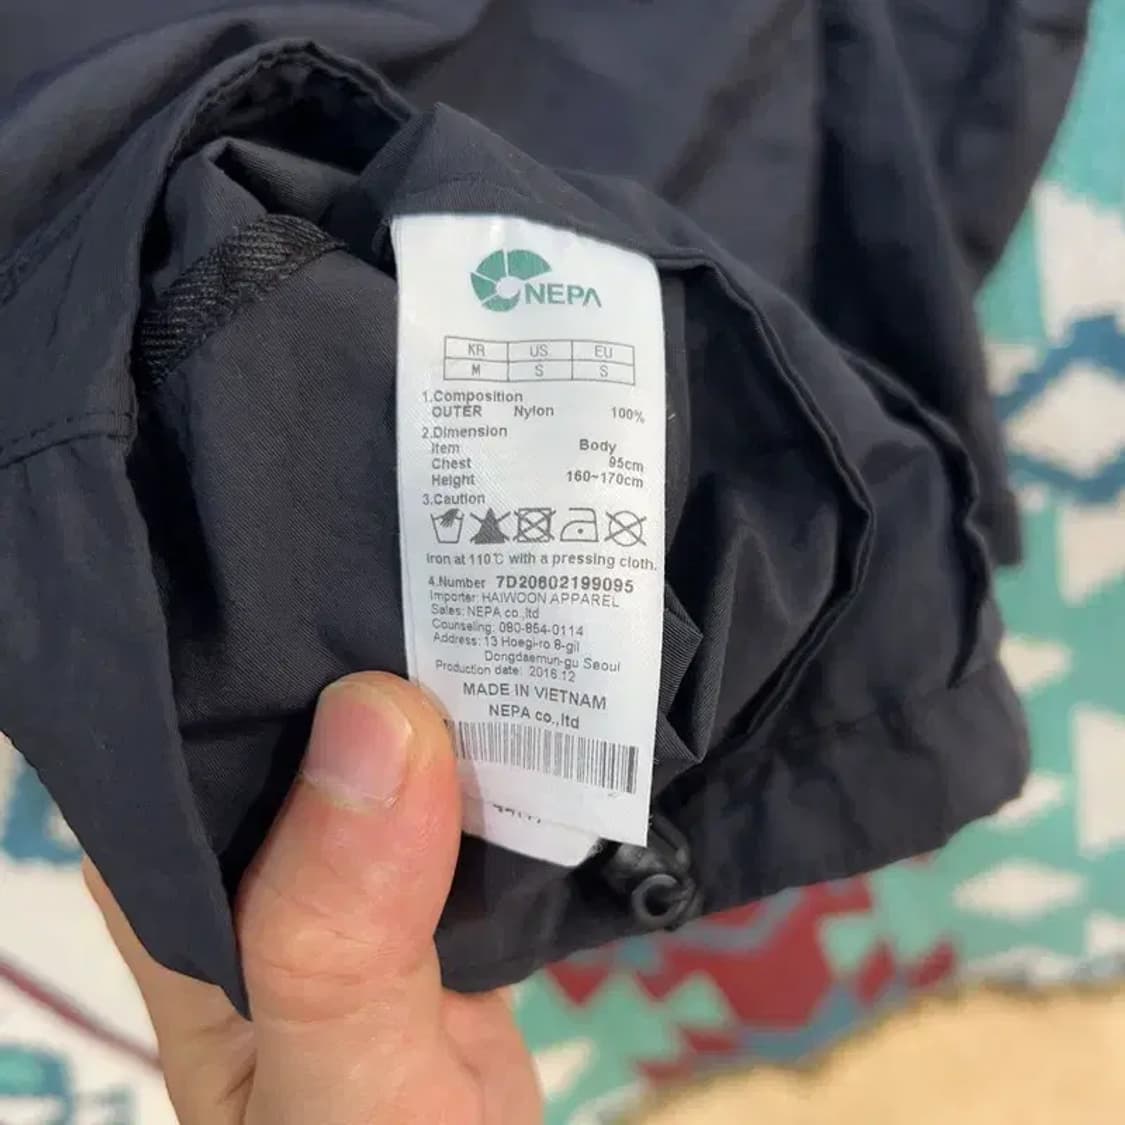 NEPA
KR US EU
M S S
1.Composition
OUTER Nylon 100%
2.Dimension
Item Body
Chest 95cm
Height 160~170cm
3.Caution
Iron at 110℃ with a pressing cloth.
4.Number 7D20602199095
Importer: HAIWOON APPAREL
Sales: NEPA co.,ltd
Counseling: 080-854-0114
Address: 13 Hoegi-ro 8-gil
Dongdaemun-gu Seoul
Production date: 2016.12
MADE IN VIETNAM
NEPA co.,ltd